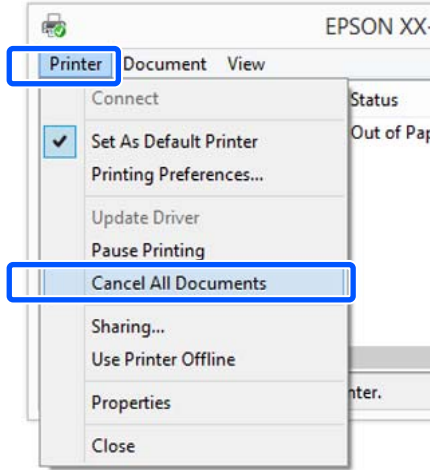 EPSON XX-
Printer Document View
Connect
Status
Set As Default Printer
Out of Pap
Printing Preferences...
Update Driver
Pause Printing
Cancel All Documents
Sharing...
Use Printer Offline
Properties
nter.
Close